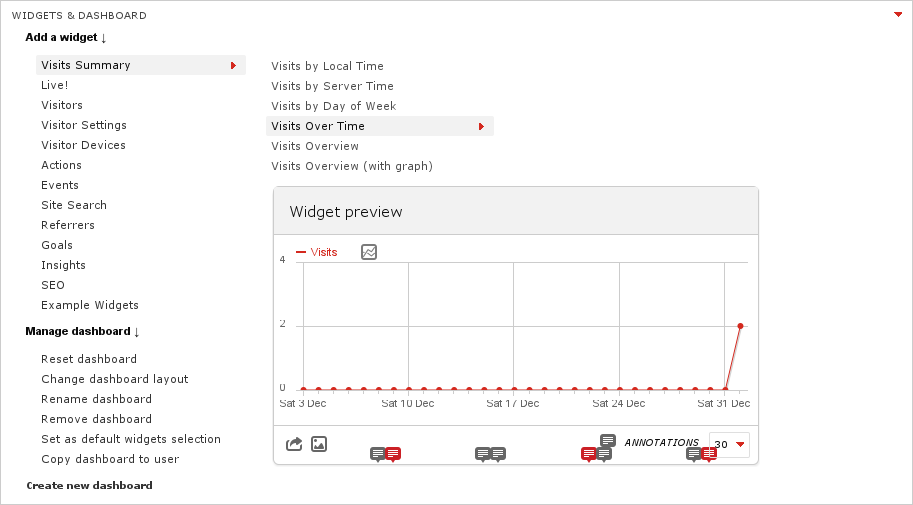 WIDGETS & DASHBOARD
Add a widget ↓
Visits Summary
Live!
Visitors
Visitor Settings
Visitor Devices
Actions
Events
Site Search
Referrers
Goals
Insights
SEO
Example Widgets
Manage dashboard ↓
Reset dashboard
Change dashboard layout
Rename dashboard
Remove dashboard
Set as default widgets selection
Copy dashboard to user
Create new dashboard
Visits by Local Time
Visits by Server Time
Visits by Day of Week
Visits Over Time
Visits Overview
Visits Overview (with graph)
Widget preview
Visits
4
2
0
Sat 3 Dec Sat 10 Dec Sat 17 Dec Sat 24 Dec Sat 31 Dec
ANNOTATIONS 30